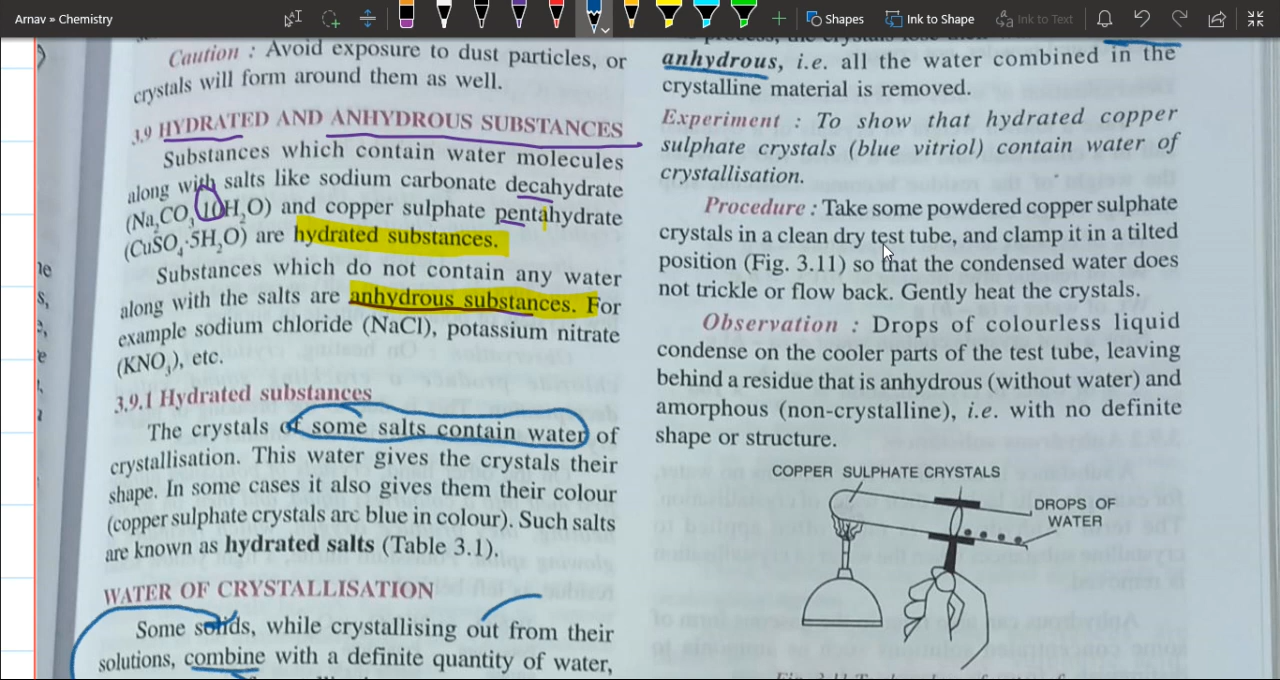 Arnav » Chemistry
Shapes
Ink to Shape
Ink to Text
Caution : Avoid exposure to dust particles, or
crystals will form around them as well.
3.9 HYDRATED AND ANHYDROUS SUBSTANCES
Substances which contain water molecules
along with salts like sodium carbonate decahydrate
(Na₂CO₃.10H₂O) and copper sulphate pentahydrate
(CuSO₄·5H₂O) are hydrated substances.
Substances which do not contain any water
along with the salts are anhydrous substances. For
example sodium chloride (NaCl), potassium nitrate
(KNO₃), etc.
3.9.1 Hydrated substances
The crystals of some salts contain water of
crystallisation. This water gives the crystals their
shape. In some cases it also gives them their colour
(copper sulphate crystals are blue in colour). Such salts
are known as hydrated salts (Table 3.1).
WATER OF CRYSTALLISATION
Some solids, while crystallising out from their
solutions, combine with a definite quantity of water,
process, the crystals lose their
anhydrous, i.e. all the water combined in the
crystalline material is removed.
Experiment : To show that hydrated copper
sulphate crystals (blue vitriol) contain water of
crystallisation.
Procedure : Take some powdered copper sulphate
crystals in a clean dry test tube, and clamp it in a tilted
position (Fig. 3.11) so that the condensed water does
not trickle or flow back. Gently heat the crystals.
Observation : Drops of colourless liquid
condense on the cooler parts of the test tube, leaving
behind a residue that is anhydrous (without water) and
amorphous (non-crystalline), i.e. with no definite
shape or structure.
COPPER SULPHATE CRYSTALS
DROPS OF
WATER